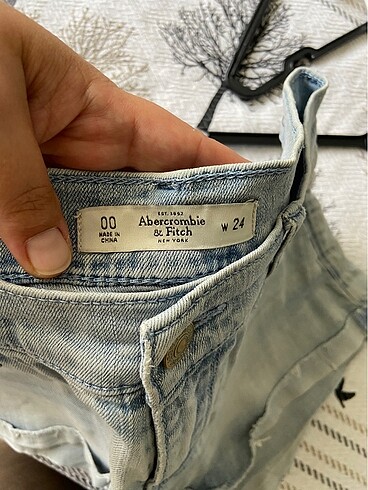 00
MADE IN
CHINA
EST. 1892
Abercrombie
& Fitch
NEW YORK
W 24